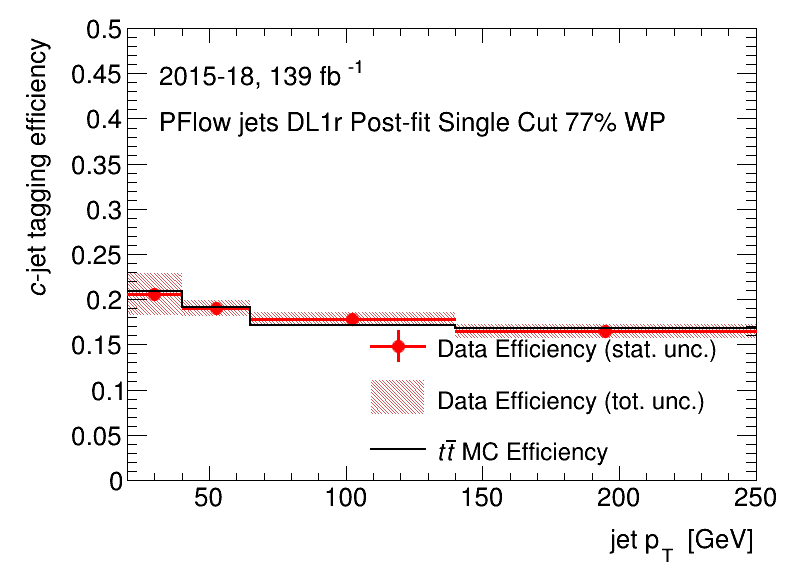 0.5
0.45
0.4
0.35
0.3
0.25
0.2
0.15
0.1
0.05
0
c-jet tagging efficiency
2015-18, 139 fb⁻¹
PFlow jets DL1r Post-fit Single Cut 77% WP
Data Efficiency (stat. unc.)
Data Efficiency (tot. unc.)
tt̅ MC Efficiency
50 100 150 200 250
jet p_T [GeV]